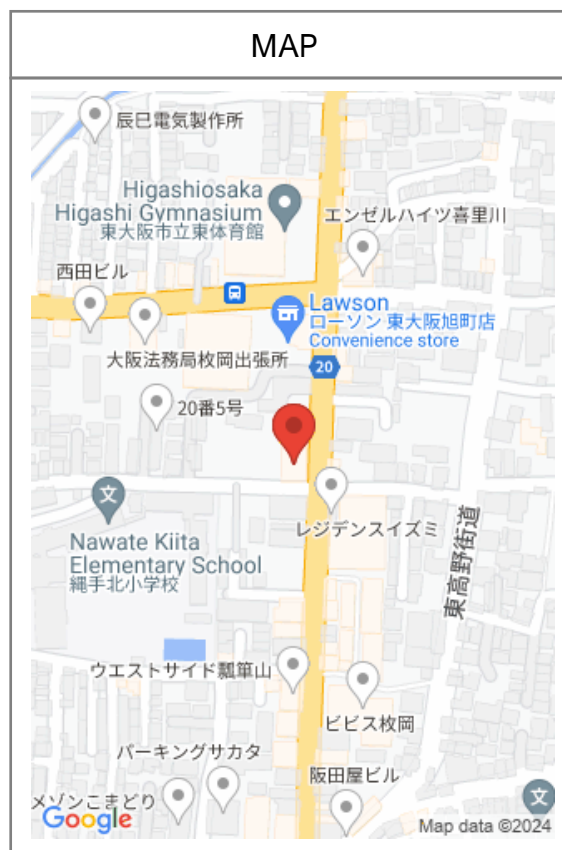 MAP
辰巳電気製作所
Higashiosaka
Higashi Gymnasium
東大阪市立東体育館
エンゼルハイツ喜里川
西田ビル
Lawson
ローソン 東大阪旭町店
Convenience store
大阪法務局枚岡出張所
20
20番5号
文
レジデンスイズミ
東高野街道
Nawate Kiita
Elementary School
縄手北小学校
ウエストサイド瓢箪山
ビビス枚岡
パーキングサカタ
阪田屋ビル
メゾンこまどり
文
Google
Map data ©2024